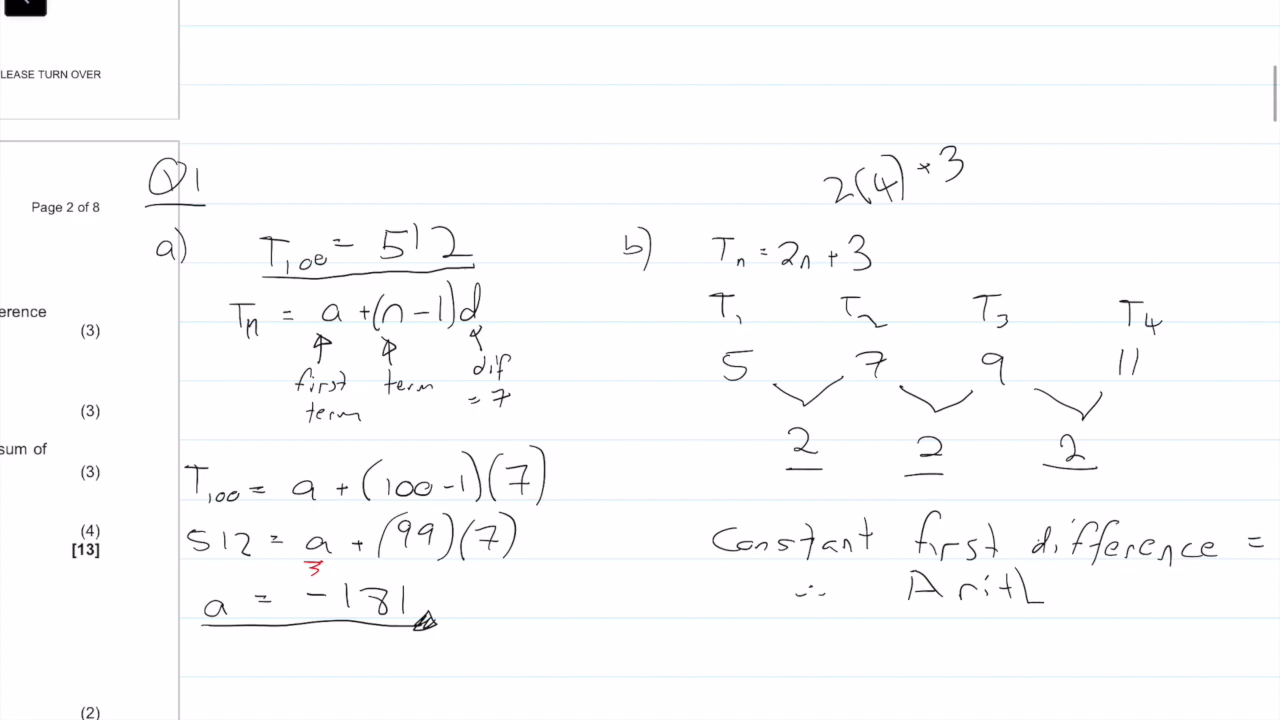 LEASE TURN OVER
Page 2 of 8
erence
(3)
(3)
sum of
(3)
(4)
[13]
(2)
Q1
a)
T₁₀₀ = 512
Tₙ = a + (n - 1)d
first term
term
dif = 7
T₁₀₀ = a + (100 - 1)(7)
512 = a + (99)(7)
3
a = -181
2(4) + 3
b)
Tₙ = 2n + 3
T₁ T₂ T₃ T₄
5 7 9 11
2 2 2
Constant first difference =
∴ Arith